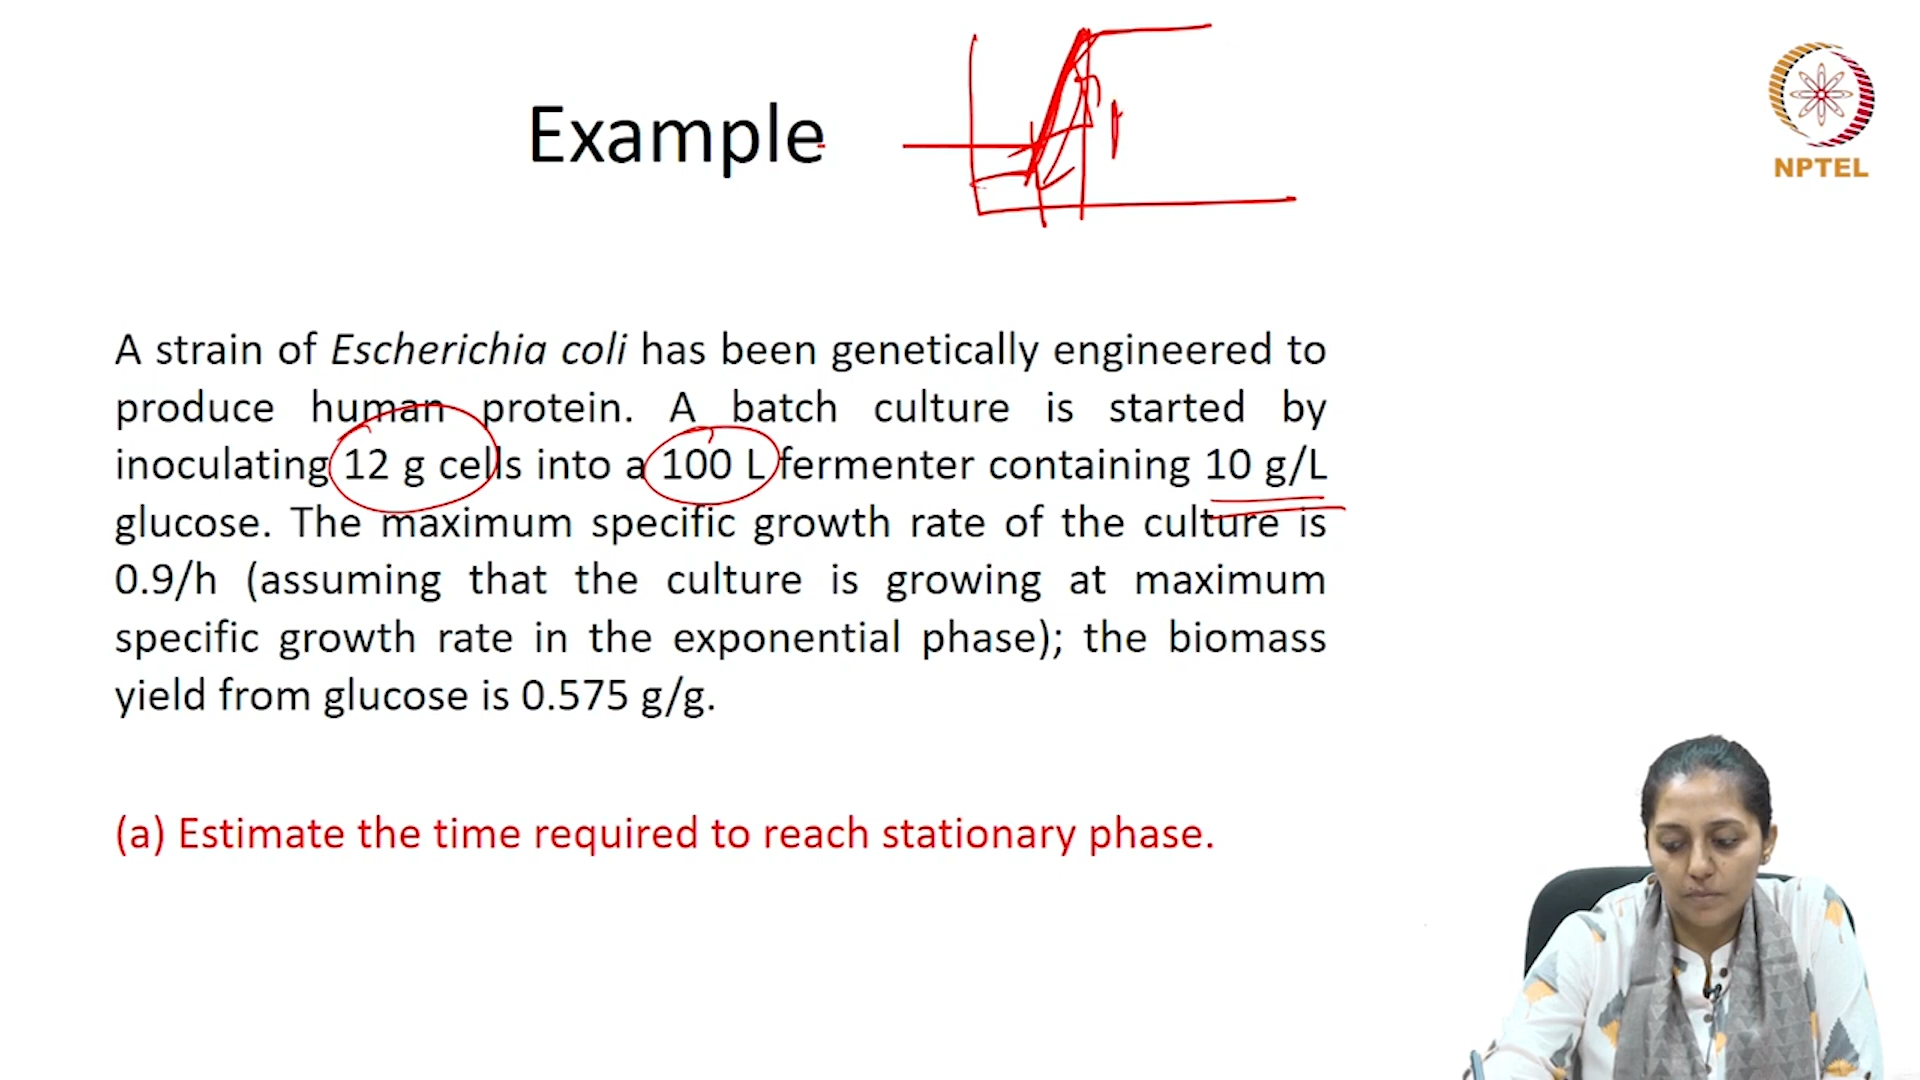 Example
NPTEL
A strain of Escherichia coli has been genetically engineered to
produce human protein. A batch culture is started by
inoculating 12 g cells into a 100 L fermenter containing 10 g/L
glucose. The maximum specific growth rate of the culture is
0.9/h (assuming that the culture is growing at maximum
specific growth rate in the exponential phase); the biomass
yield from glucose is 0.575 g/g.
(a) Estimate the time required to reach stationary phase.